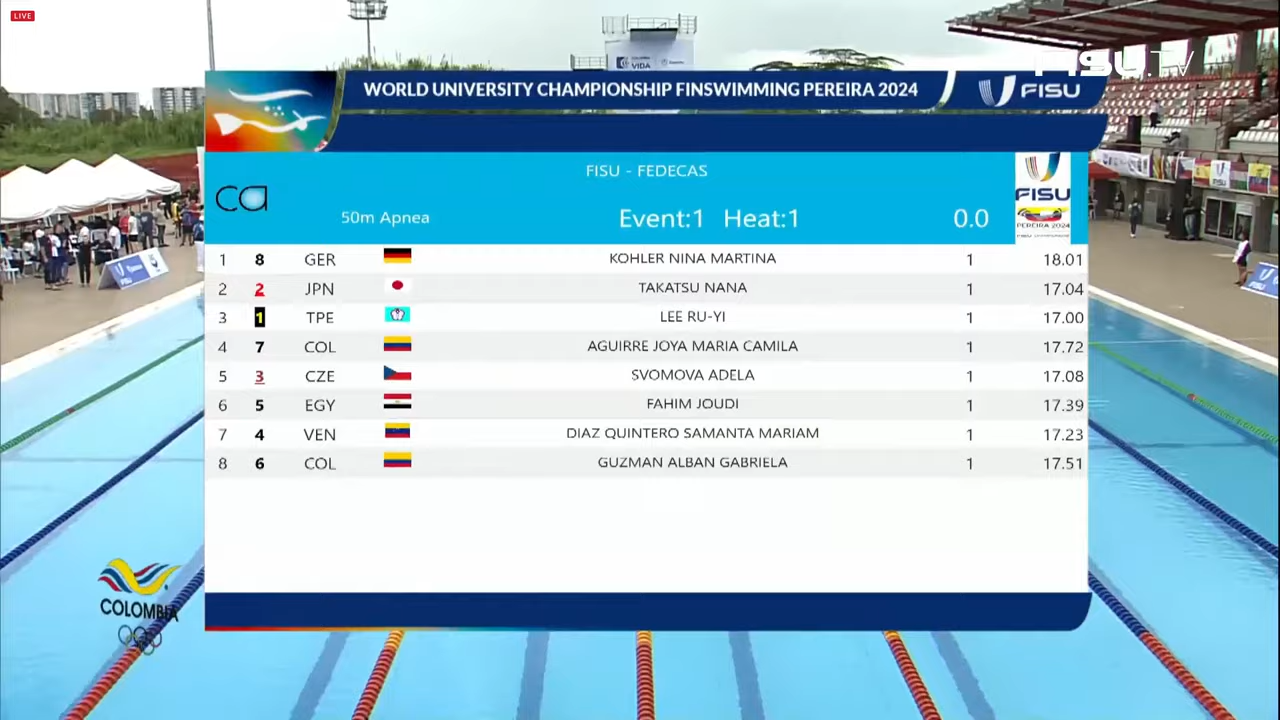 LIVE
VIDA
FISU.TV
WORLD UNIVERSITY CHAMPIONSHIP FINSWIMMING PEREIRA 2024
FISU
FISU - FEDECAS
ca
50m Apnea Event:1 Heat:1 0.0
FISU
PEREIRA 2024
1 8 GER KOHLER NINA MARTINA 1 18.01
2 2 JPN TAKATSU NANA 1 17.04
3 1 TPE LEE RU-YI 1 17.00
4 7 COL AGUIRRE JOYA MARIA CAMILA 1 17.72
5 3 CZE SVOMOVA ADELA 1 17.08
6 5 EGY FAHIM JOUDI 1 17.39
7 4 VEN DIAZ QUINTERO SAMANTA MARIAM 1 17.23
8 6 COL GUZMAN ALBAN GABRIELA 1 17.51
COLOMBIA